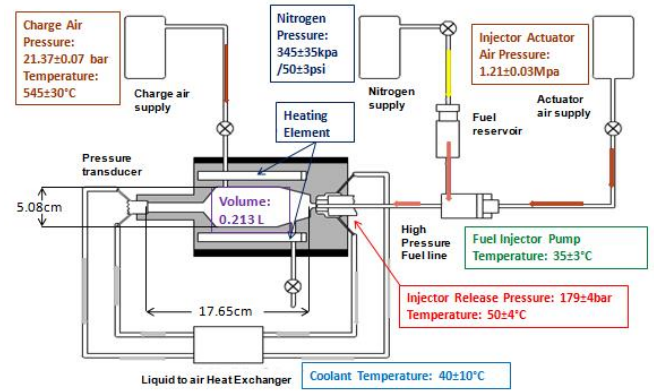 Charge Air
Pressure:
21.37±0.07 bar
Temperature:
545±30°C
Charge air
supply
Nitrogen
Pressure:
345±35kpa
/50±3psi
Nitrogen
supply
Injector Actuator
Air Pressure:
1.21±0.03Mpa
Actuator
air supply
Heating
Element
Fuel
reservoir
Pressure
transducer
5.08cm
Volume:
0.213 L
High
Pressure
Fuel line
Fuel Injector Pump
Temperature: 35±3°C
17.65cm
Injector Release Pressure: 179±4bar
Temperature: 50±4°C
Liquid to air Heat Exchanger
Coolant Temperature: 40±10°C